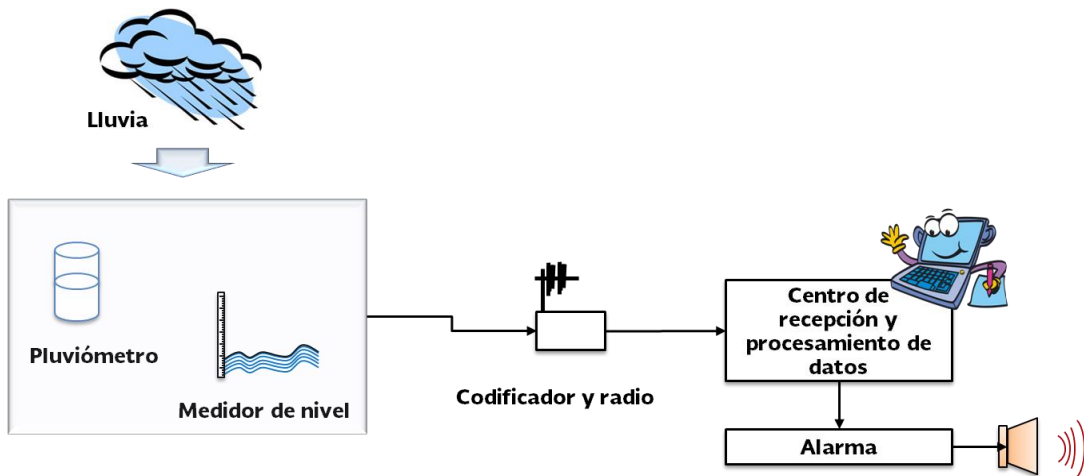 Lluvia
Pluviómetro
Medidor de nivel
Codificador y radio
Centro de
recepción y
procesamiento de
datos
Alarma